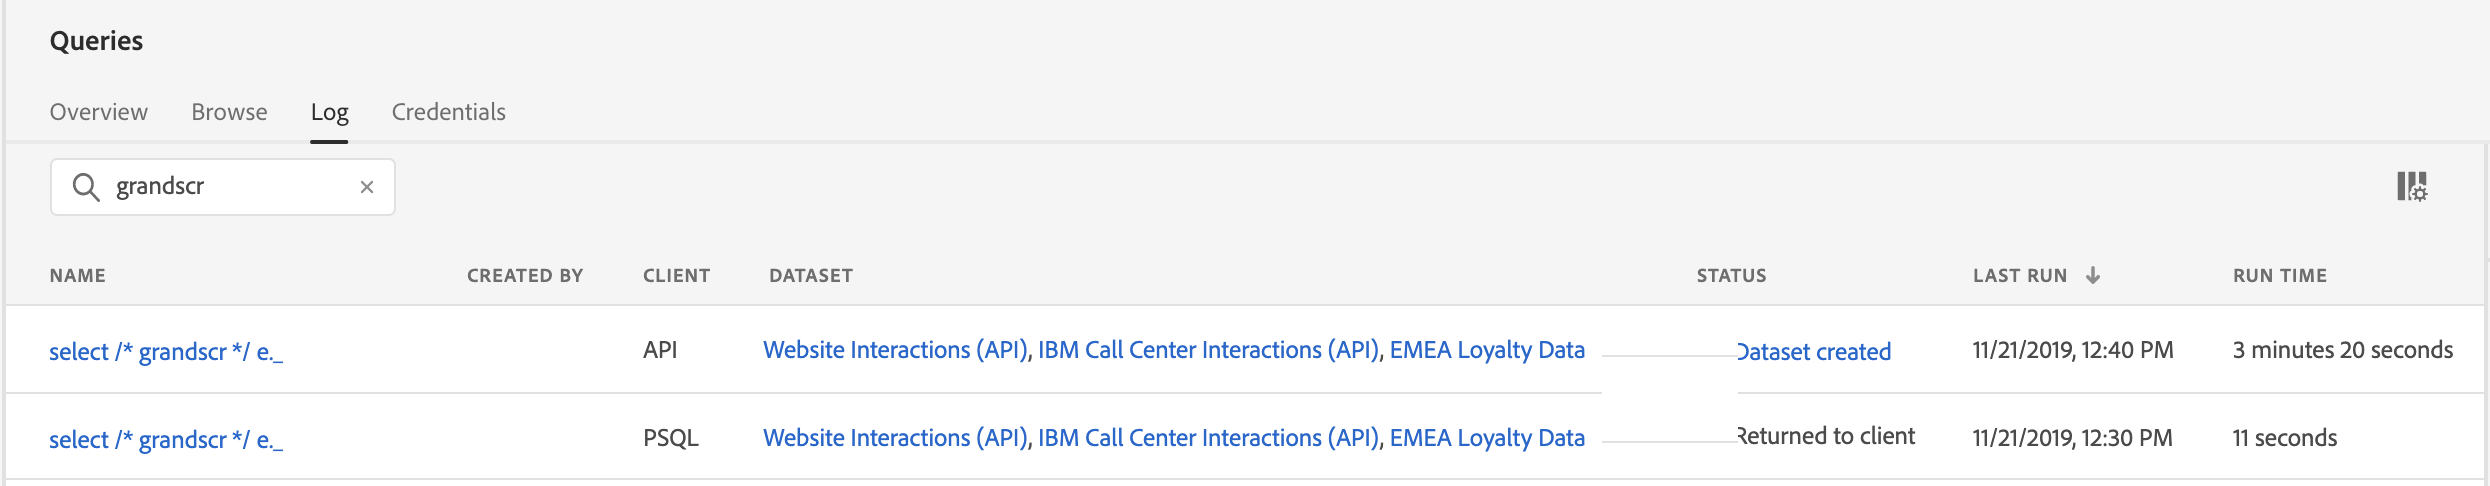 Queries
Overview Browse Log Credentials
grandscr
NAME CREATED BY CLIENT DATASET STATUS LAST RUN RUN TIME
select /* grandscr */ e._ API Website Interactions (API), IBM Call Center Interactions (API), EMEA Loyalty Data Dataset created 11/21/2019, 12:40 PM 3 minutes 20 seconds
select /* grandscr */ e._ PSQL Website Interactions (API), IBM Call Center Interactions (API), EMEA Loyalty Data Returned to client 11/21/2019, 12:30 PM 11 seconds